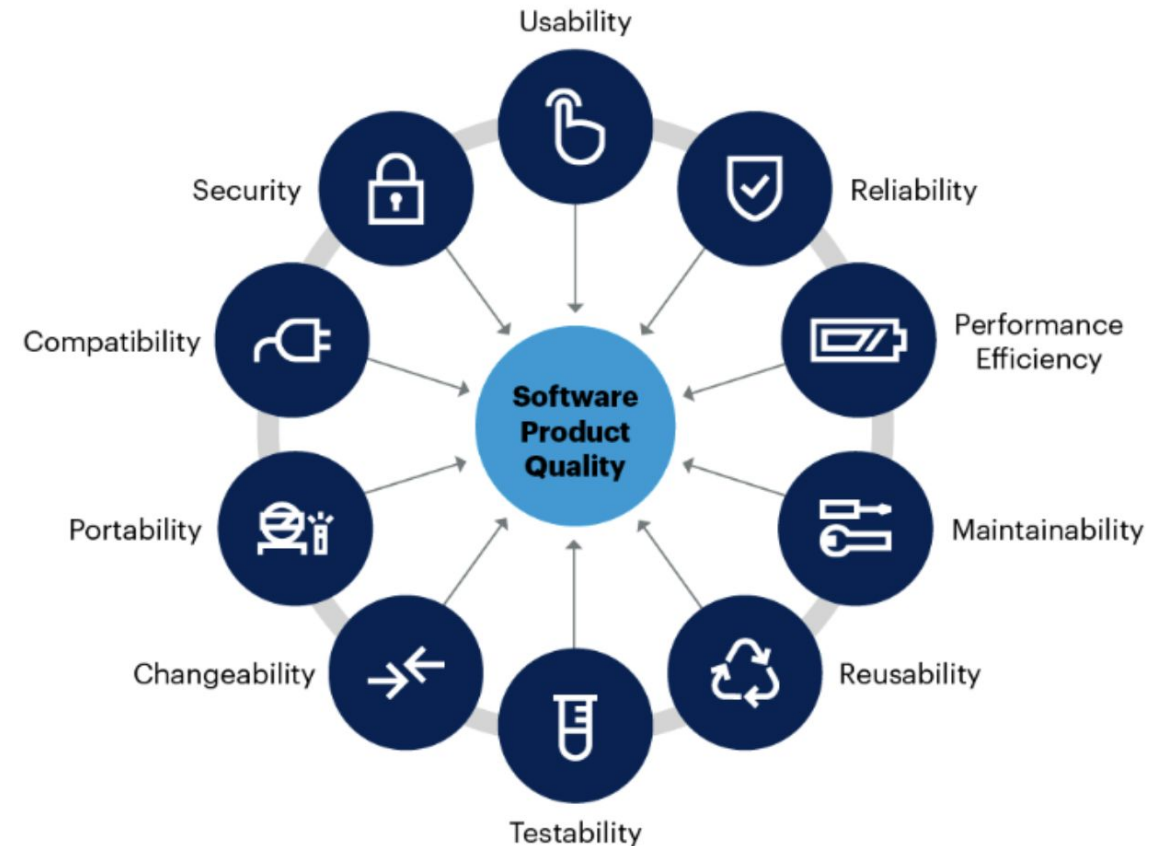 Usability
Security
Reliability
Compatibility
Performance
Efficiency
Software
Product
Quality
Portability
Maintainability
Changeability
Reusability
Testability